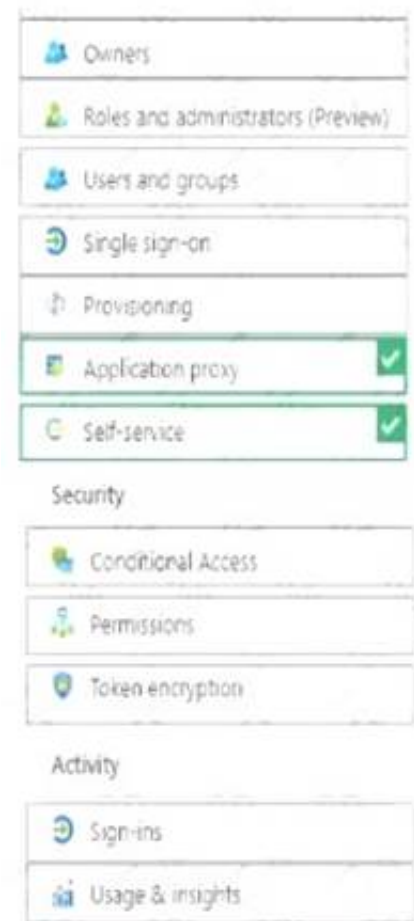 Owners
Roles and administrators (Preview)
Users and groups
Single sign-on
Provisioning
Application proxy
Self-service
Security
Conditional Access
Permissions
Token encryption
Activity
Sign-ins
Usage & insights